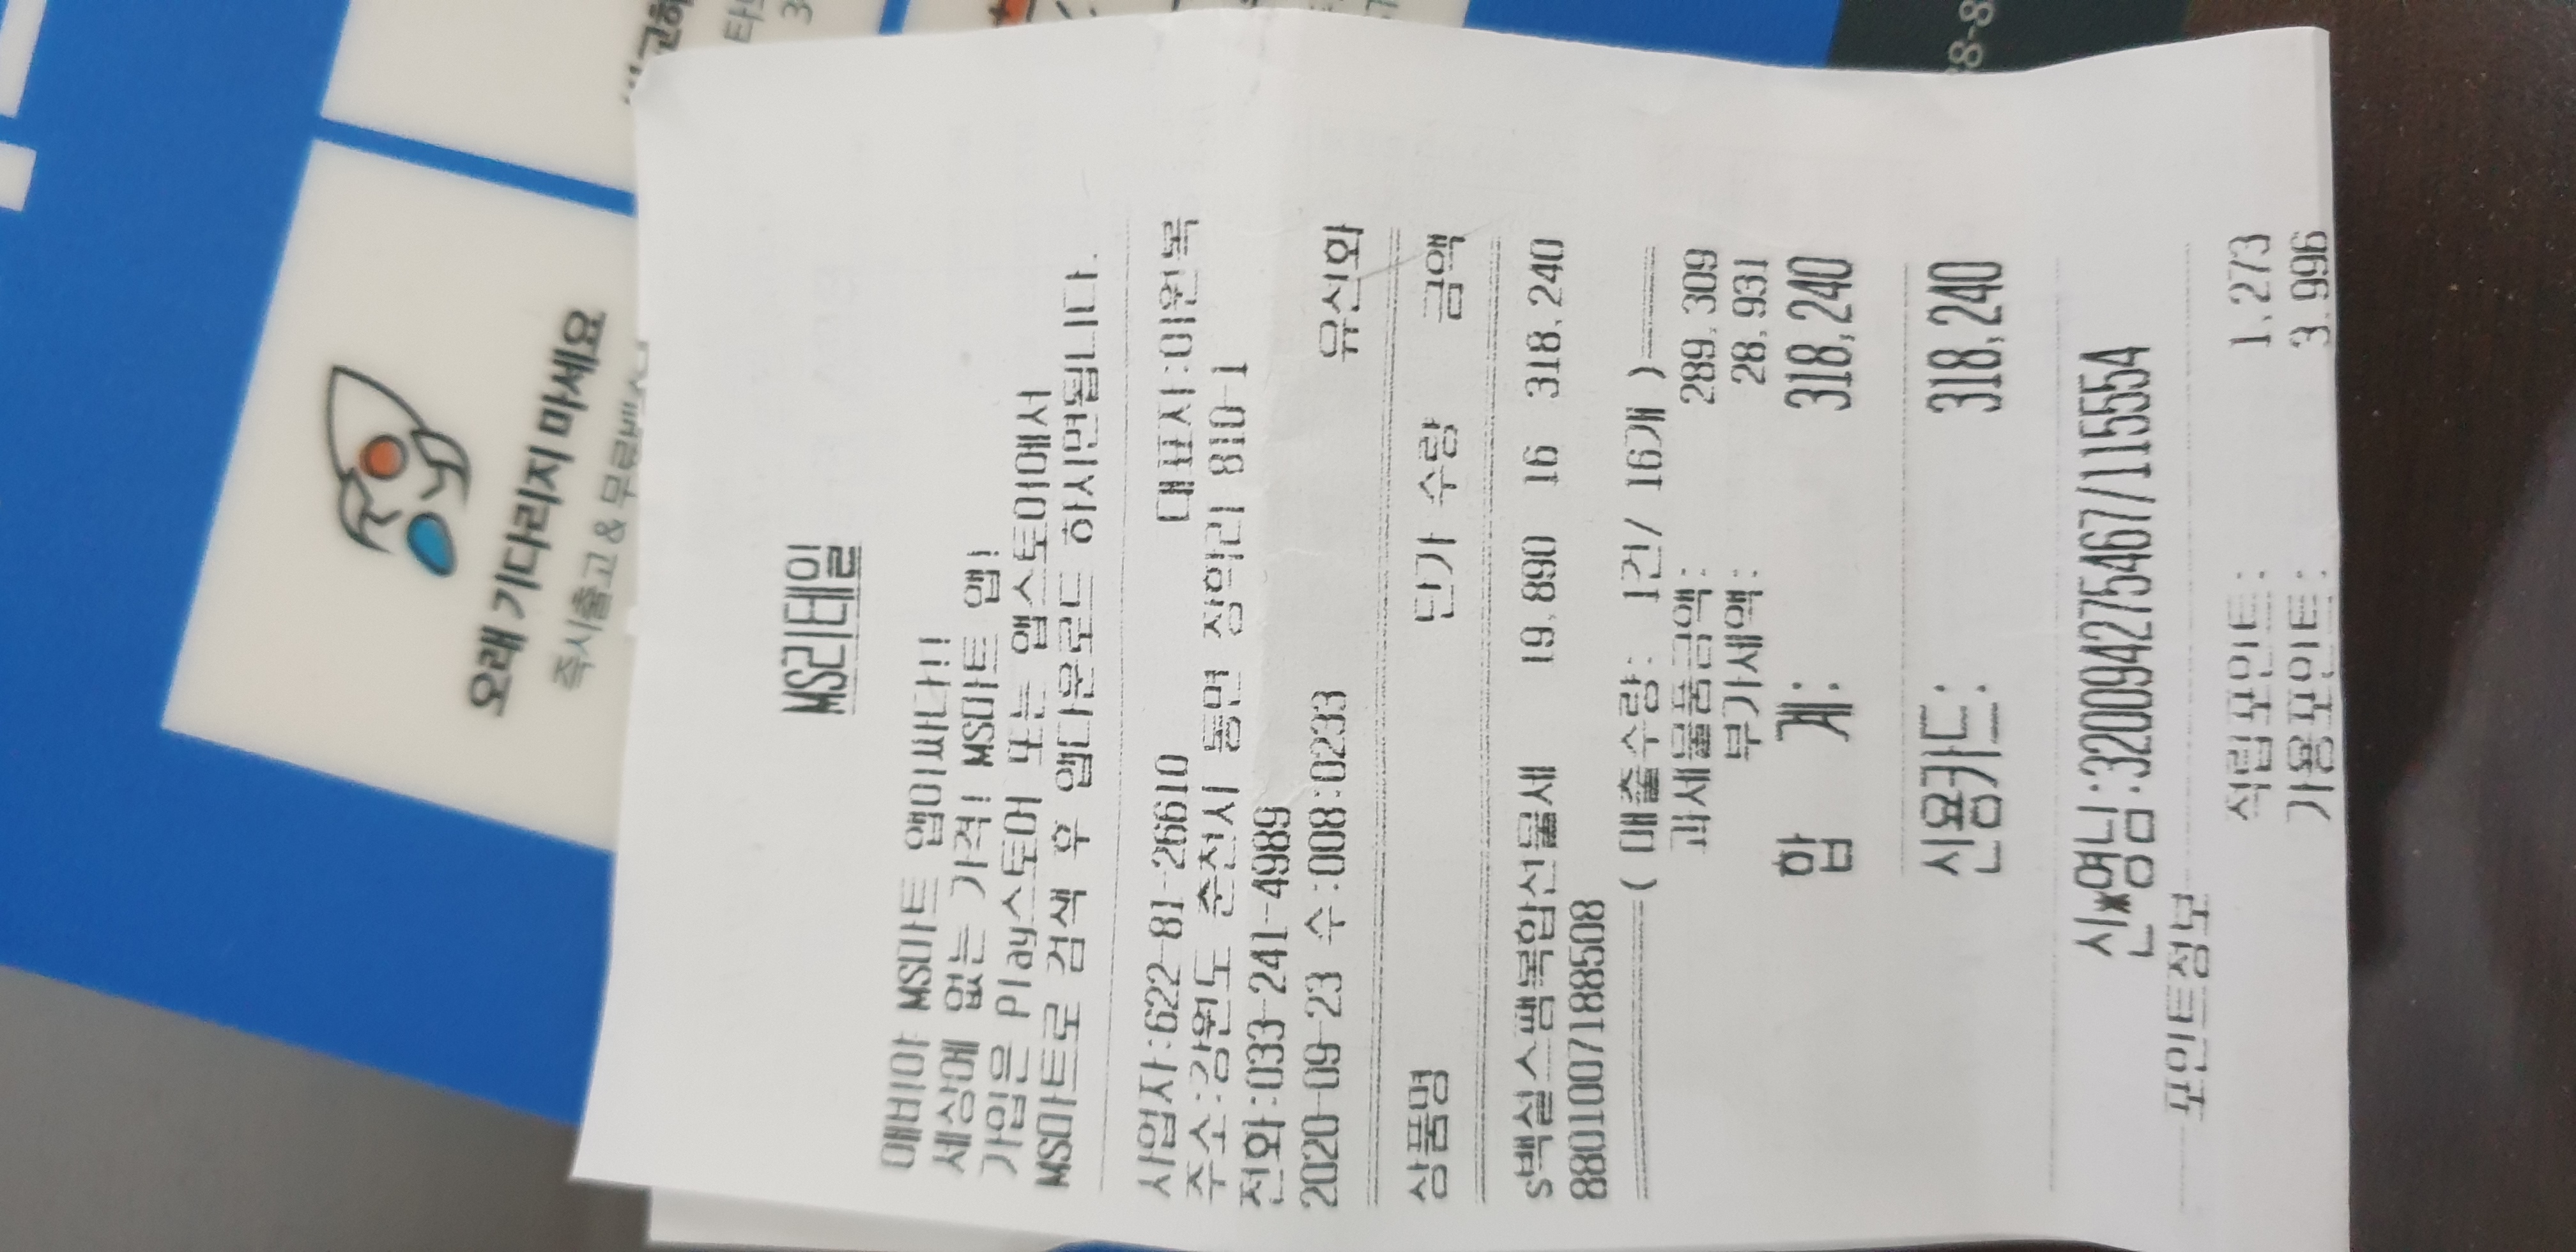 오래 기다리지 마세요
즉시출고 & 무료배송
MS리테일
매비야 MS마트 앱이싸다!!
세상에 없는 가격! MS마트 앱!
가입은 Play스토어 또는 앱스토어에서
MS마트로 검색 후 앱다운로드 하시면됩니다.
사업자:622-81-26610 대표자:이원복
주소:강원도 춘천시 동면 장학리 810-1
전화:033-241-4989
2020-09-23 수:008:0233 유신화
상품명 단가 수량 금액
s백설스팸복합선물세 19,890 16 318,240
8801007188508
( 매출수량: 1건/ 16개 )
과세물품금액: 289,309
부가세액: 28,931
합 계: 318,240
신용카드: 318,240
신*영님:320094275467/115554
포인트정보
적립포인트: 1,273
가용포인트: 3,996